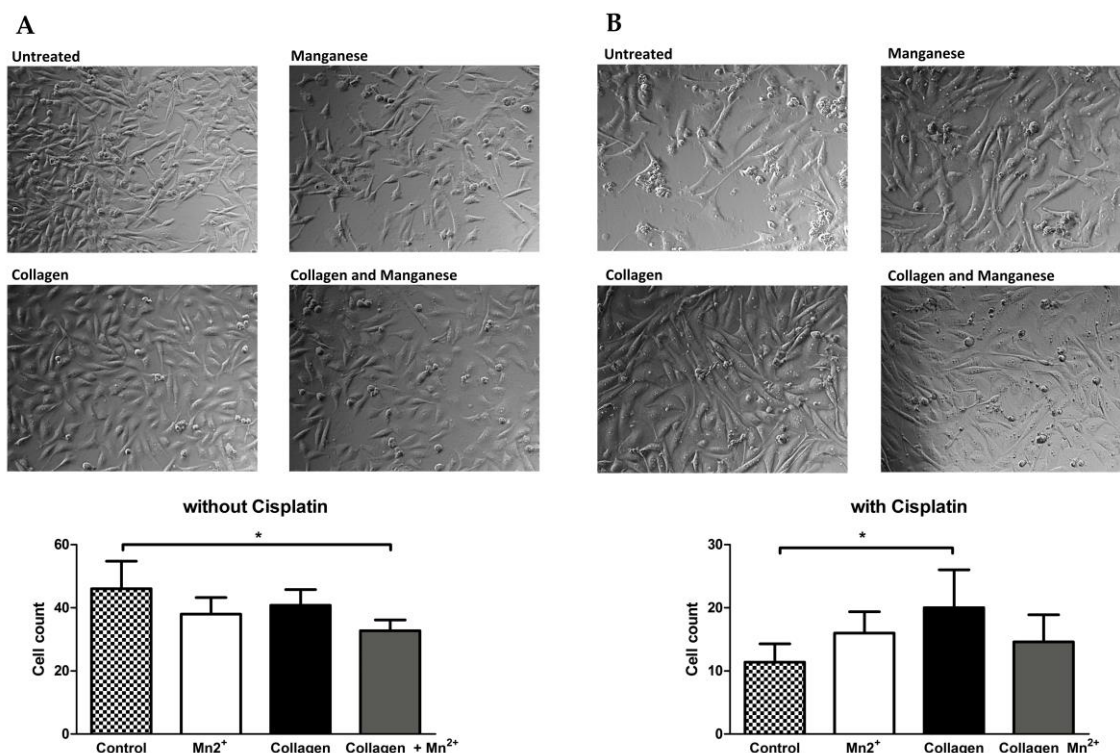 A
B
Untreated
Manganese
Untreated
Manganese
Collagen
Collagen and Manganese
Collagen
Collagen and Manganese
without Cisplatin
60
*
40
20
0
Cell count
Control
Mn2⁺
Collagen
Collagen + Mn²⁺
with Cisplatin
30
*
20
10
0
Cell count
Control
Mn2⁺
Collagen
Collagen Mn²⁺